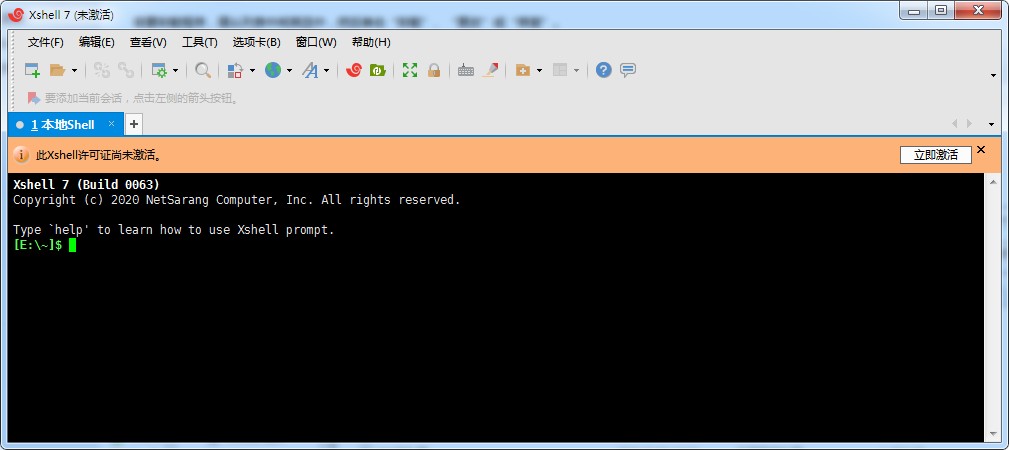 Xshell 7 (未激活)
文件(F) 编辑(E) 查看(V) 工具(T) 选项卡(B) 窗口(W) 帮助(H)
要添加当前会话，点击左侧的箭头按钮。
1 本地Shell × +
此Xshell许可证尚未激活。 立即激活 ×
Xshell 7 (Build 0063)
Copyright (c) 2020 NetSarang Computer, Inc. All rights reserved.
Type `help' to learn how to use Xshell prompt.
[E:\~]$